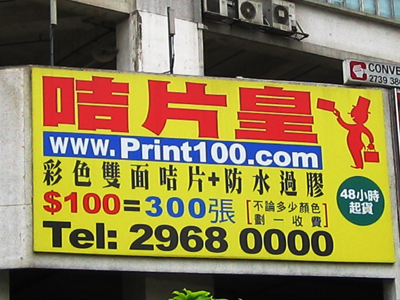 咭片皇
www.Print100.com
彩色雙面咭片+防水過膠
$100=300張 [不論多少顏色 劃一收費]
48小時
起貨
Tel: 2968 0000
CONVE
2739 38